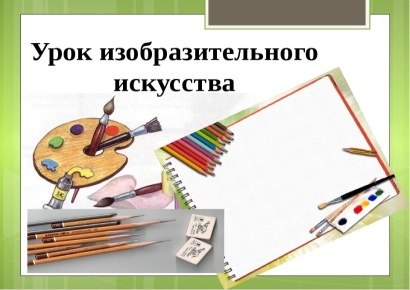 Урок изобразительного
искусства